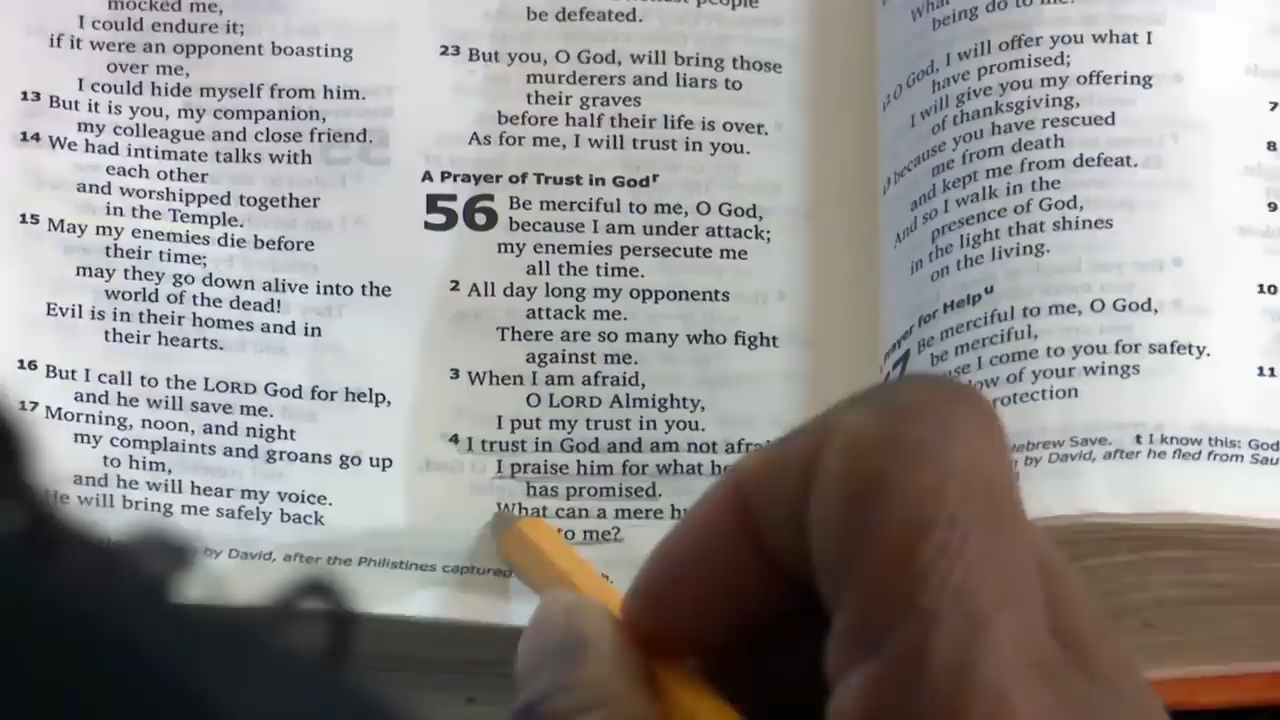 mocked me,
I could endure it;
if it were an opponent boasting
over me,
I could hide myself from him.
13 But it is you, my companion,
my colleague and close friend.
14 We had intimate talks with
each other
and worshipped together
in the Temple.
15 May my enemies die before
their time;
may they go down alive into the
world of the dead!
Evil is in their homes and in
their hearts.
16 But I call to the LORD God for help,
and he will save me.
17 Morning, noon, and night
my complaints and groans go up
to him,
and he will hear my voice.
He will bring me safely back
by David, after the Philistines captured
people
be defeated.
23 But you, O God, will bring those
murderers and liars to
their graves
before half their life is over.
As for me, I will trust in you.
A Prayer of Trust in God r
56 Be merciful to me, O God,
because I am under attack;
my enemies persecute me
all the time.
2 All day long my opponents
attack me.
There are so many who fight
against me.
3 When I am afraid,
O LORD Almighty,
I put my trust in you.
4 I trust in God and am not
I praise him for what
has promised.
What can a mere
to me?
What
being do to me?
O God, I will offer you what I
have promised;
I will give you my offering
of thanksgiving,
because you have rescued
me from death
and kept me from defeat.
And so I walk in the
presence of God,
in the light that shines
on the living.
for Help u
Be merciful to me, O God,
be merciful,
I come to you for safety.
of your wings
Save. t I know this: God
by David, after he fled from
7
8
9
10
11